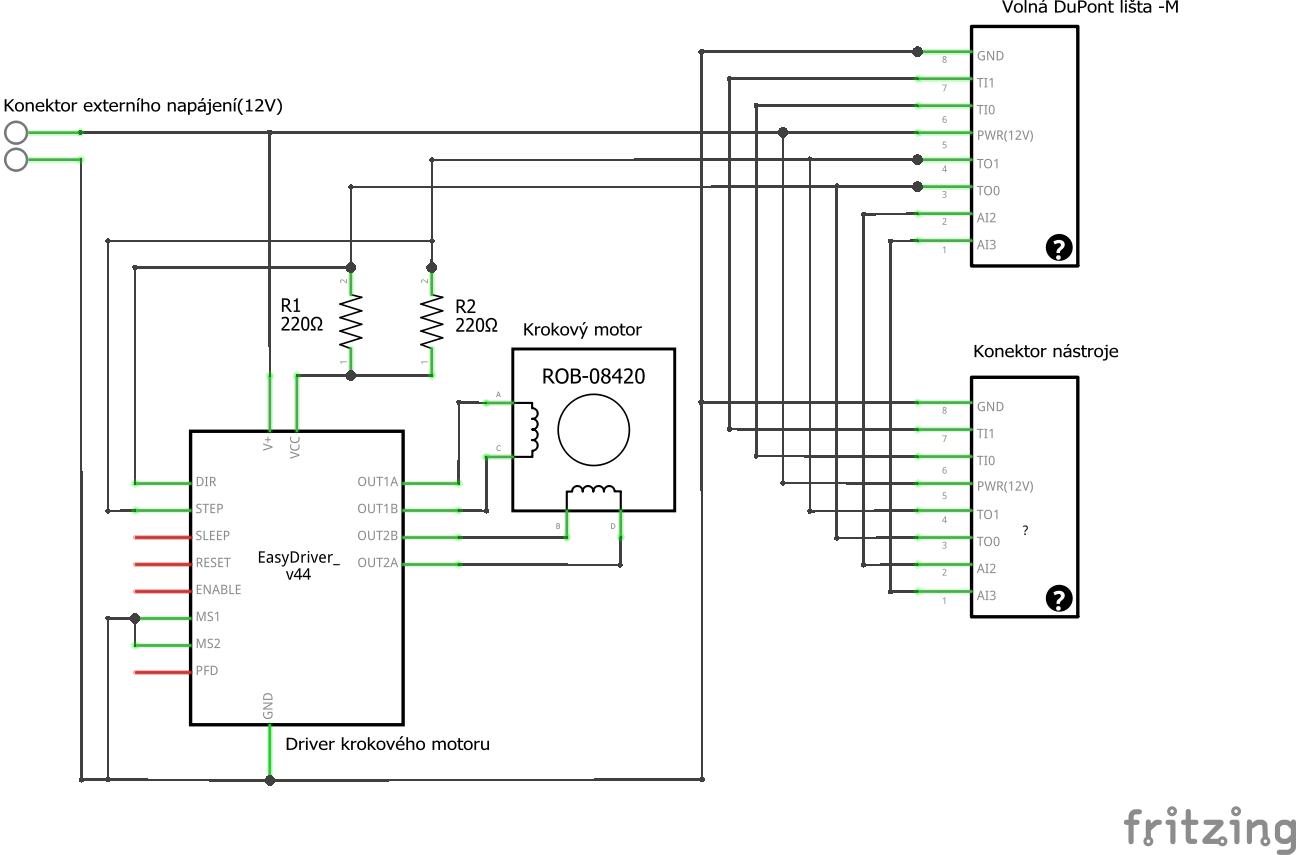 Volná DuPont lišta -M
8 GND
7 TI1
6 TI0
5 PWR(12V)
4 TO1
3 TO0
2 AI2
1 AI3
?
Konektor externího napájení(12V)
2
2
R1
220Ω
R2
220Ω
1
1
Krokový motor
ROB-08420
A
C
B
D
Konektor nástroje
8 GND
7 TI1
6 TI0
5 PWR(12V)
4 TO1
3 TO0
2 AI2
1 AI3
?
?
V+
VCC
DIR
STEP
SLEEP
RESET
ENABLE
MS1
MS2
PFD
OUT1A
OUT1B
OUT2B
OUT2A
EasyDriver_
v44
GND
Driver krokového motoru
fritzing